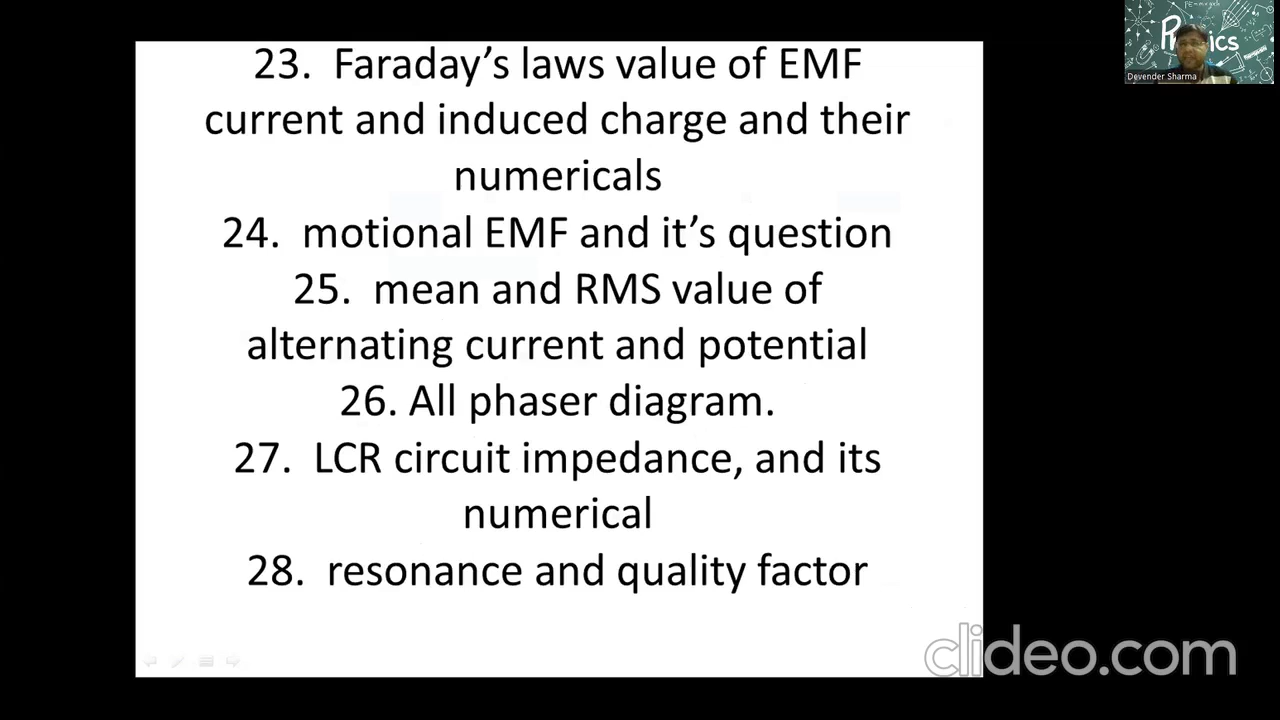 23. Faraday's laws value of EMF
current and induced charge and their
numericals
24. motional EMF and it's question
25. mean and RMS value of
alternating current and potential
26. All phaser diagram.
27. LCR circuit impedance, and its
numerical
28. resonance and quality factor
Physics
Devender Sharma
clideo.com